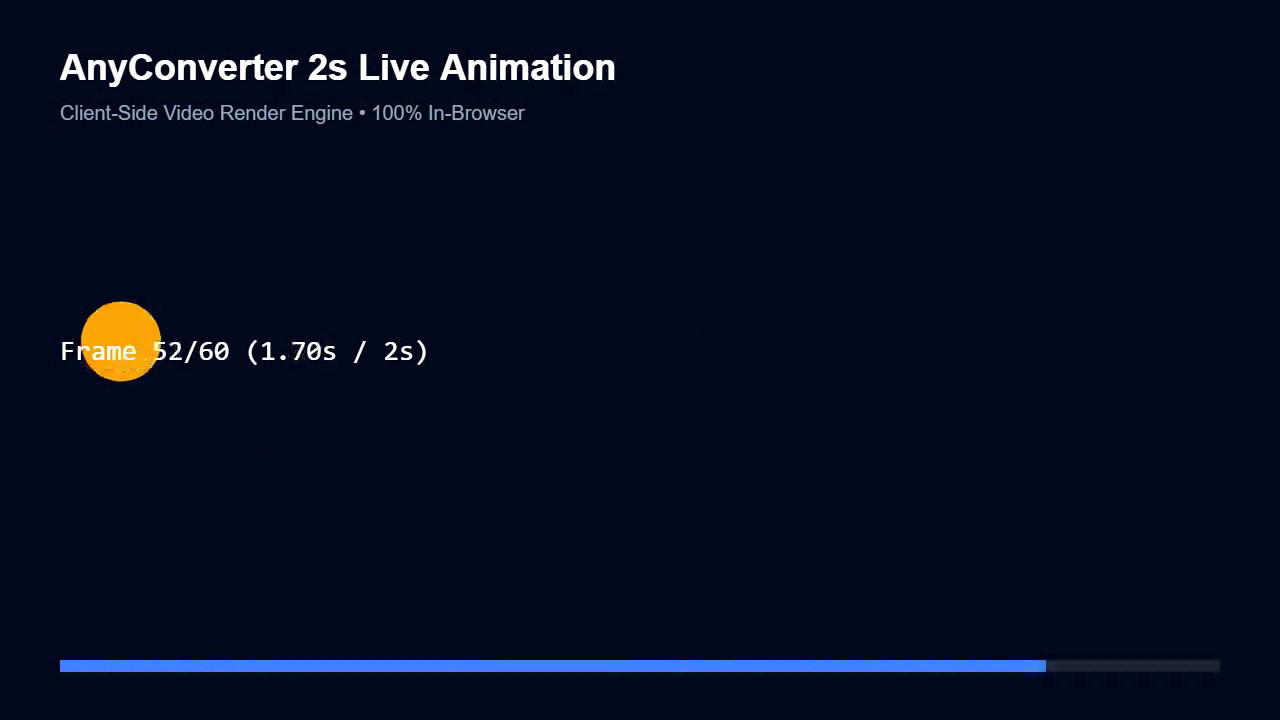 AnyConverter 2s Live Animation
Client-Side Video Render Engine • 100% In-Browser
Frame 52/60 (1.70s / 2s)